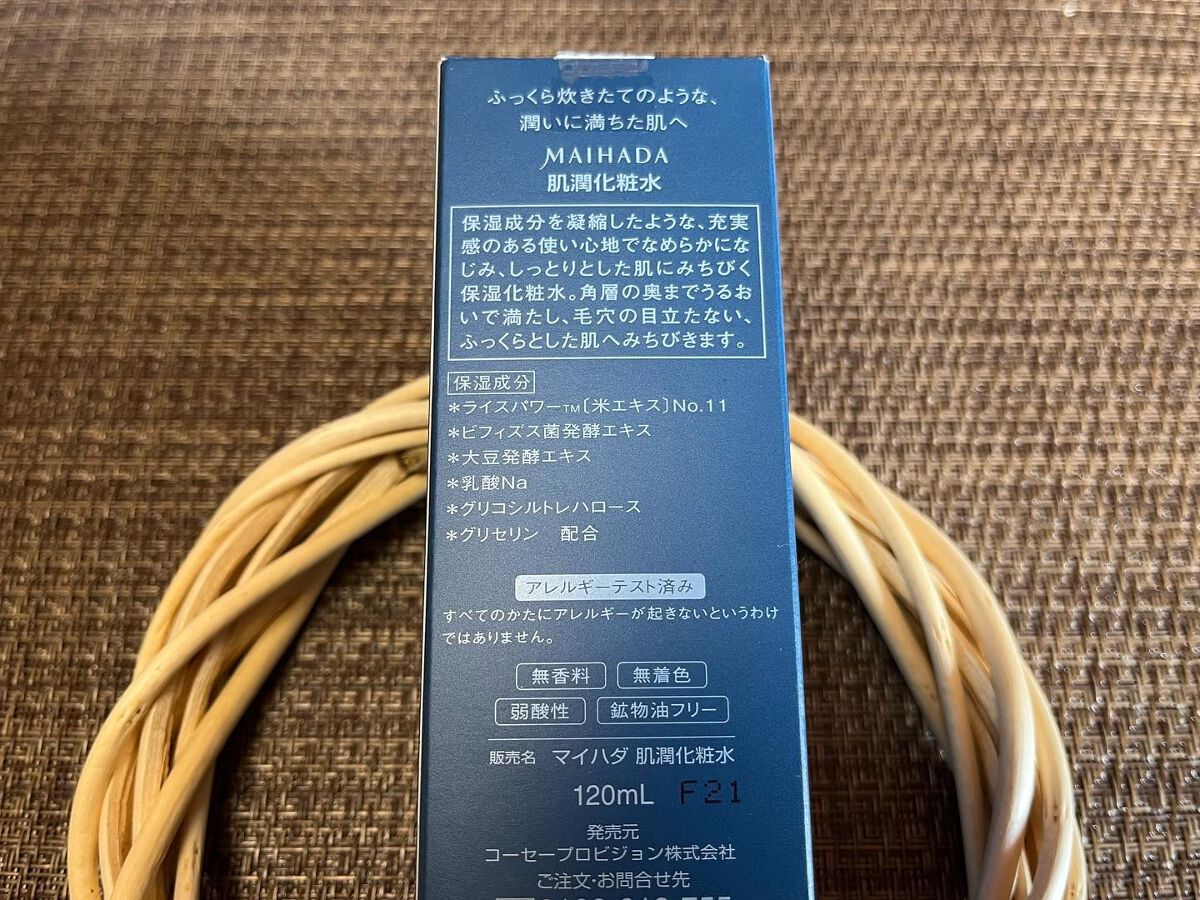 ふっくら炊きたてのような、
潤いに満ちた肌へ
MAIHADA
肌潤化粧水
保湿成分を凝縮したような、充実
感のある使い心地でなめらかにな
じみ、しっとりとした肌にみちびく
保湿化粧水。角層の奥までうるお
いで満たし、毛穴の目立たない、
ふっくらとした肌へみちびきます。
保湿成分
*ライスパワー™〔米エキス〕No.11
*ビフィズス菌発酵エキス
*大豆発酵エキス
*乳酸Na
*グリコシルトレハロース
*グリセリン 配合
アレルギーテスト済み
すべてのかたにアレルギーが起きないというわけ
ではありません。
無香料 無着色
弱酸性 鉱物油フリー
販売名 マイハダ 肌潤化粧水
120mL F21
発売元
コーセープロビジョン株式会社
ご注文・お問合せ先